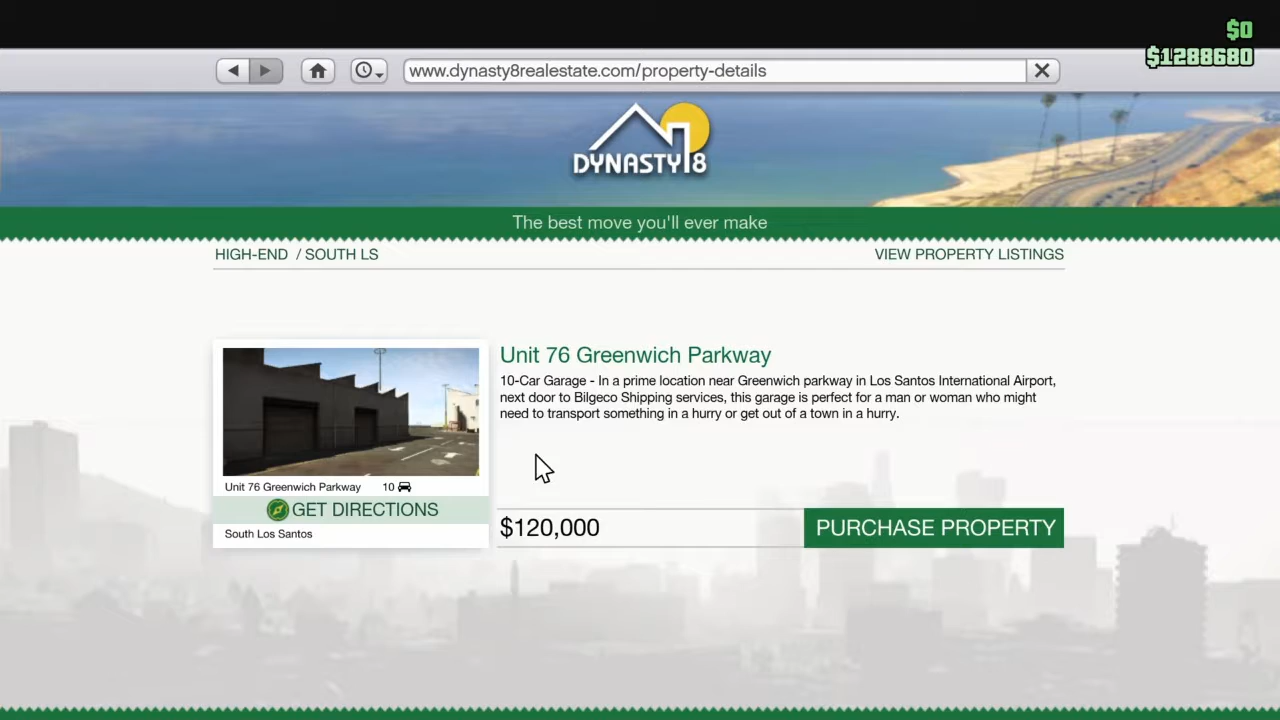 $0
$1288680
www.dynasty8realestate.com/property-details
DYNASTY 8
The best move you'll ever make
HIGH-END / SOUTH LS
VIEW PROPERTY LISTINGS
Unit 76 Greenwich Parkway
10-Car Garage - In a prime location near Greenwich parkway in Los Santos International Airport,
next door to Bilgeco Shipping services, this garage is perfect for a man or woman who might
need to transport something in a hurry or get out of a town in a hurry.
Unit 76 Greenwich Parkway 10
GET DIRECTIONS
South Los Santos
$120,000
PURCHASE PROPERTY